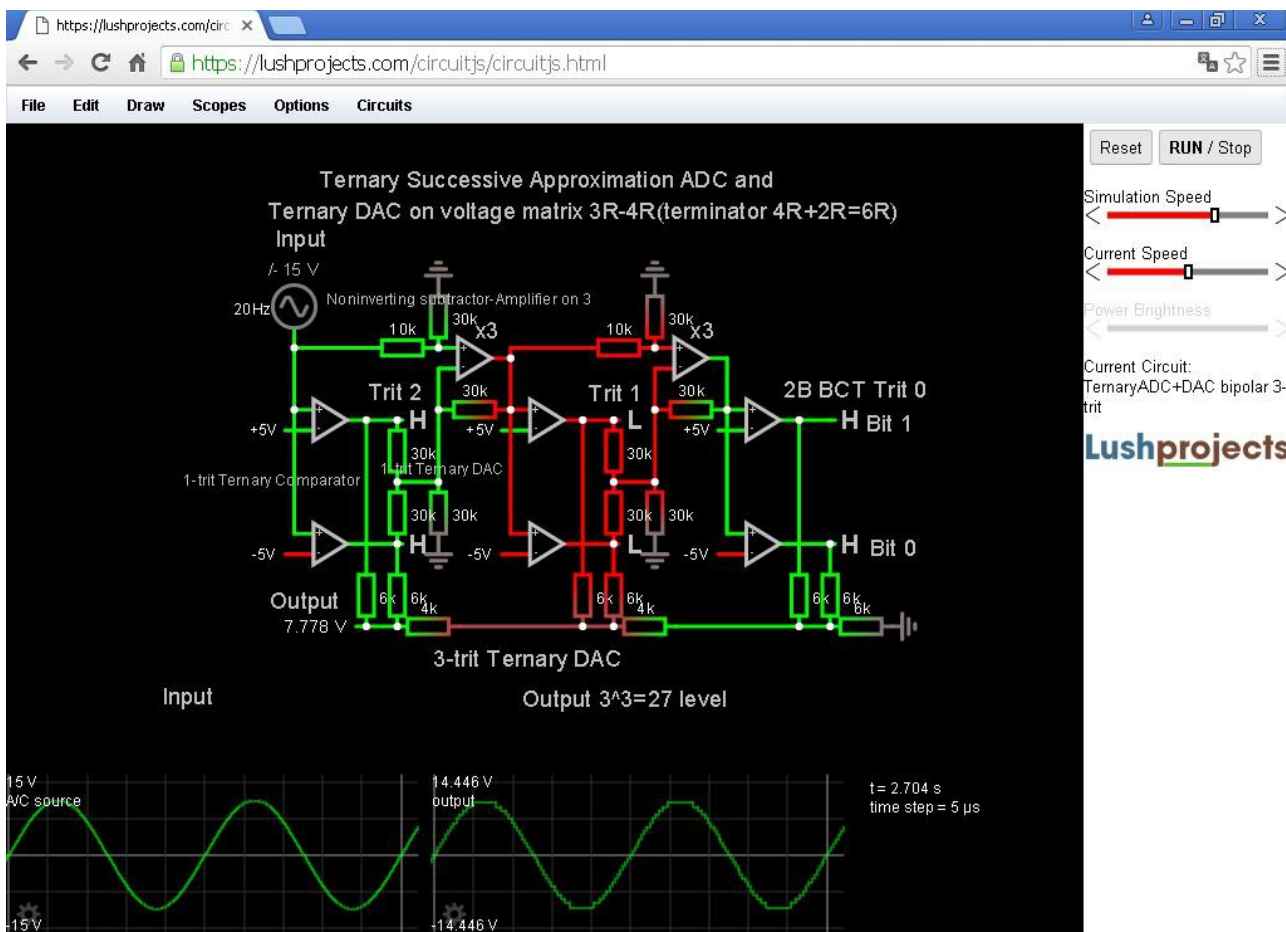 https://lushprojects.com/circ
https://lushprojects.com/circuitjs/circuitjs.html
File Edit Draw Scopes Options Circuits
Reset RUN / Stop
Simulation Speed
Current Speed
Power Brightness
Current Circuit:
TernaryADC+DAC bipolar 3-
trit
Lushprojects
Ternary Successive Approximation ADC and
Ternary DAC on voltage matrix 3R-4R(terminator 4R+2R=6R)
Input
/- 15 V
20Hz
Noninverting subtractor-Amplifier on 3
10k 30k x3 10k 30k x3
Trit 2 30k Trit 1 30k 2B BCT Trit 0
+5V H +5V L +5V H Bit 1
30k 30k
1-trit Ternary Comparator 1-trit Ternary DAC
30k 30k 30k 30k
-5V H -5V L -5V H Bit 0
Output 6k 6k 4k 6k 6k 4k 6k 6k 6k
7.778 V
3-trit Ternary DAC
Input Output 3^3=27 level
15 V 14.446 V
A/C source output
t= 2.704 s
time step = 5 µs
-15 V -14.446 V